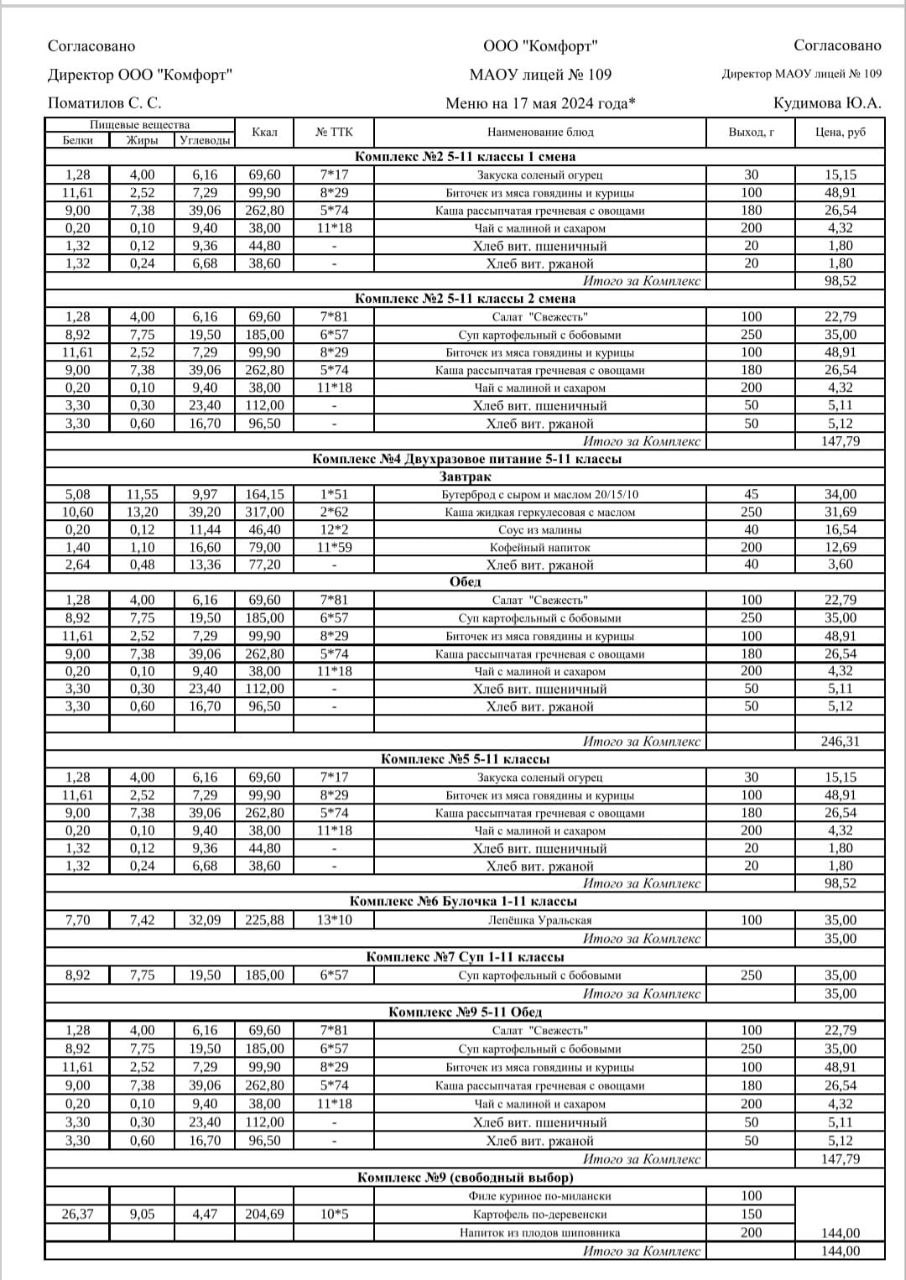 Согласовано ООО "Комфорт" Согласовано
Директор ООО "Комфорт" МАОУ лицей № 109 Директор МАОУ лицей № 109
Поматилов С. С. Меню на 17 мая 2024 года* Кудимова Ю.А.
Пищевые вещества Ккал № ТТК Наименование блюд Выход, г Цена, руб
Белки Жиры Углеводы
Комплекс №2 5-11 классы 1 смена
1,28 4,00 6,16 69,60 7*17 Закуска соленый огурец 30 15,15
11,61 2,52 7,29 99,90 8*29 Биточек из мяса говядины и курицы 100 48,91
9,00 7,38 39,06 262,80 5*74 Каша рассыпчатая гречневая с овощами 180 26,54
0,20 0,10 9,40 38,00 11*18 Чай с малиной и сахаром 200 4,32
1,32 0,12 9,36 44,80 - Хлеб вит. пшеничный 20 1,80
1,32 0,24 6,68 38,60 - Хлеб вит. ржаной 20 1,80
Итого за Комплекс 98,52
Комплекс №2 5-11 классы 2 смена
1,28 4,00 6,16 69,60 7*81 Салат "Свежесть" 100 22,79
8,92 7,75 19,50 185,00 6*57 Суп картофельный с бобовыми 250 35,00
11,61 2,52 7,29 99,90 8*29 Биточек из мяса говядины и курицы 100 48,91
9,00 7,38 39,06 262,80 5*74 Каша рассыпчатая гречневая с овощами 180 26,54
0,20 0,10 9,40 38,00 11*18 Чай с малиной и сахаром 200 4,32
3,30 0,30 23,40 112,00 - Хлеб вит. пшеничный 50 5,11
3,30 0,60 16,70 96,50 - Хлеб вит. ржаной 50 5,12
Итого за Комплекс 147,79
Комплекс №4 Двухразовое питание 5-11 классы
Завтрак
5,08 11,55 9,97 164,15 1*51 Бутерброд с сыром и маслом 20/15/10 45 34,00
10,60 13,20 39,20 317,00 2*62 Каша жидкая геркулесовая с маслом 250 31,69
0,20 0,12 11,44 46,40 12*2 Соус из малины 40 16,54
1,40 1,10 16,60 79,00 11*59 Кофейный напиток 200 12,69
2,64 0,48 13,36 77,20 - Хлеб вит. ржаной 40 3,60
Обед
1,28 4,00 6,16 69,60 7*81 Салат "Свежесть" 100 22,79
8,92 7,75 19,50 185,00 6*57 Суп картофельный с бобовыми 250 35,00
11,61 2,52 7,29 99,90 8*29 Биточек из мяса говядины и курицы 100 48,91
9,00 7,38 39,06 262,80 5*74 Каша рассыпчатая гречневая с овощами 180 26,54
0,20 0,10 9,40 38,00 11*18 Чай с малиной и сахаром 200 4,32
3,30 0,30 23,40 112,00 - Хлеб вит. пшеничный 50 5,11
3,30 0,60 16,70 96,50 - Хлеб вит. ржаной 50 5,12
Итого за Комплекс 246,31
Комплекс №5 5-11 классы
1,28 4,00 6,16 69,60 7*17 Закуска соленый огурец 30 15,15
11,61 2,52 7,29 99,90 8*29 Биточек из мяса говядины и курицы 100 48,91
9,00 7,38 39,06 262,80 5*74 Каша рассыпчатая гречневая с овощами 180 26,54
0,20 0,10 9,40 38,00 11*18 Чай с малиной и сахаром 200 4,32
1,32 0,12 9,36 44,80 - Хлеб вит. пшеничный 20 1,80
1,32 0,24 6,68 38,60 - Хлеб вит. ржаной 20 1,80
Итого за Комплекс 98,52
Комплекс №6 Булочка 1-11 классы
7,70 7,42 32,09 225,88 13*10 Лепёшка Уральская 100 35,00
Итого за Комплекс 35,00
Комплекс №7 Суп 1-11 классы
8,92 7,75 19,50 185,00 6*57 Суп картофельный с бобовыми 250 35,00
Итого за Комплекс 35,00
Комплекс №9 5-11 Обед
1,28 4,00 6,16 69,60 7*81 Салат "Свежесть" 100 22,79
8,92 7,75 19,50 185,00 6*57 Суп картофельный с бобовыми 250 35,00
11,61 2,52 7,29 99,90 8*29 Биточек из мяса говядины и курицы 100 48,91
9,00 7,38 39,06 262,80 5*74 Каша рассыпчатая гречневая с овощами 180 26,54
0,20 0,10 9,40 38,00 11*18 Чай с малиной и сахаром 200 4,32
3,30 0,30 23,40 112,00 - Хлеб вит. пшеничный 50 5,11
3,30 0,60 16,70 96,50 - Хлеб вит. ржаной 50 5,12
Итого за Комплекс 147,79
Комплекс №9 (свободный выбор)
Филе куриное по-милански 100
26,37 9,05 4,47 204,69 10*5 Картофель по-деревенски 150
Напиток из плодов шиповника 200 144,00
Итого за Комплекс 144,00